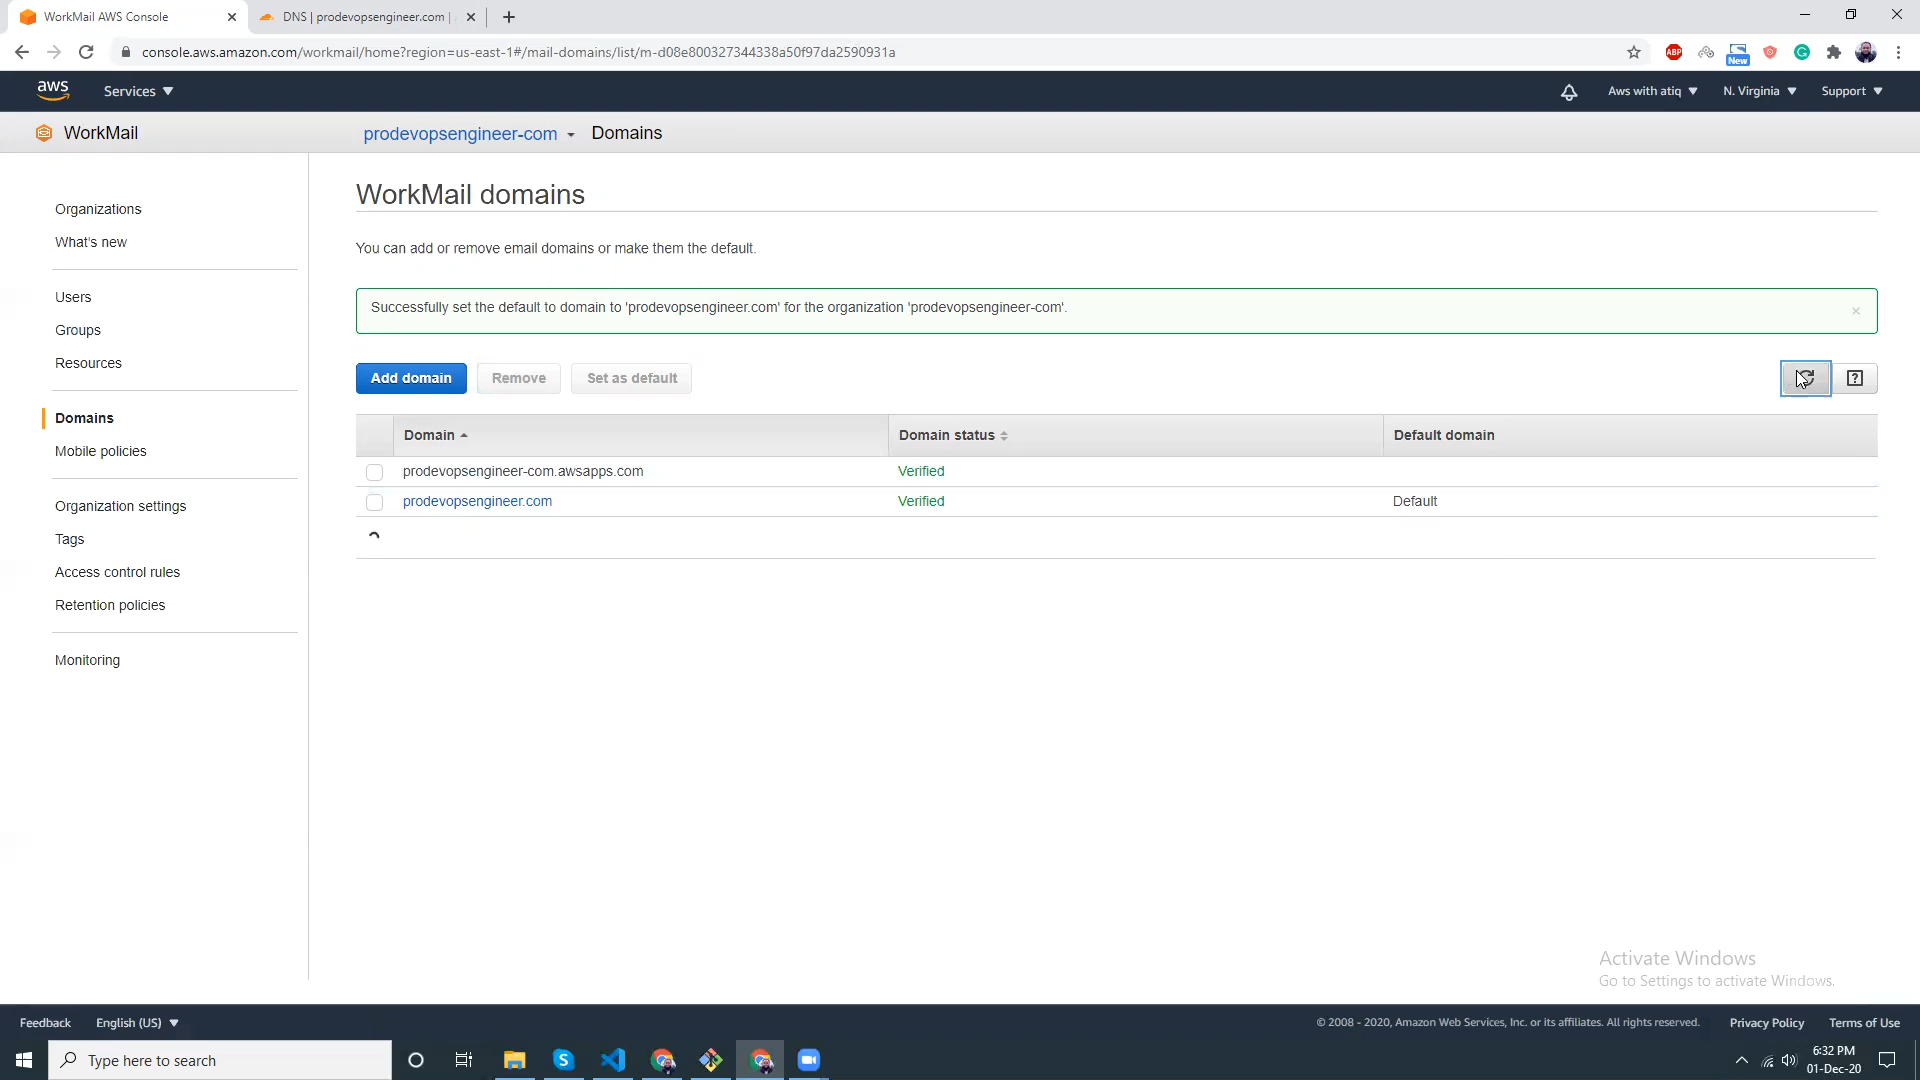 WorkMail AWS Console
DNS | prodevopsengineer.com |
console.aws.amazon.com/workmail/home?region=us-east-1#/mail-domains/list/m-d08e800327344338a50f97da2590931a
ABP
New
aws
Services
Aws with atiq
N. Virginia
Support
WorkMail
prodevopsengineer-com
Domains
Organizations
What's new
Users
Groups
Resources
Domains
Mobile policies
Organization settings
Tags
Access control rules
Retention policies
Monitoring
WorkMail domains
You can add or remove email domains or make them the default.
Successfully set the default to domain to 'prodevopsengineer.com' for the organization 'prodevopsengineer-com'.
Add domain
Remove
Set as default
Domain
Domain status
Default domain
prodevopsengineer-com.awsapps.com
Verified
prodevopsengineer.com
Verified
Default
Activate Windows
Go to Settings to activate Windows.
Feedback
English (US)
© 2008 - 2020, Amazon Web Services, Inc. or its affiliates. All rights reserved.
Privacy Policy
Terms of Use
Type here to search
6:32 PM
01-Dec-20